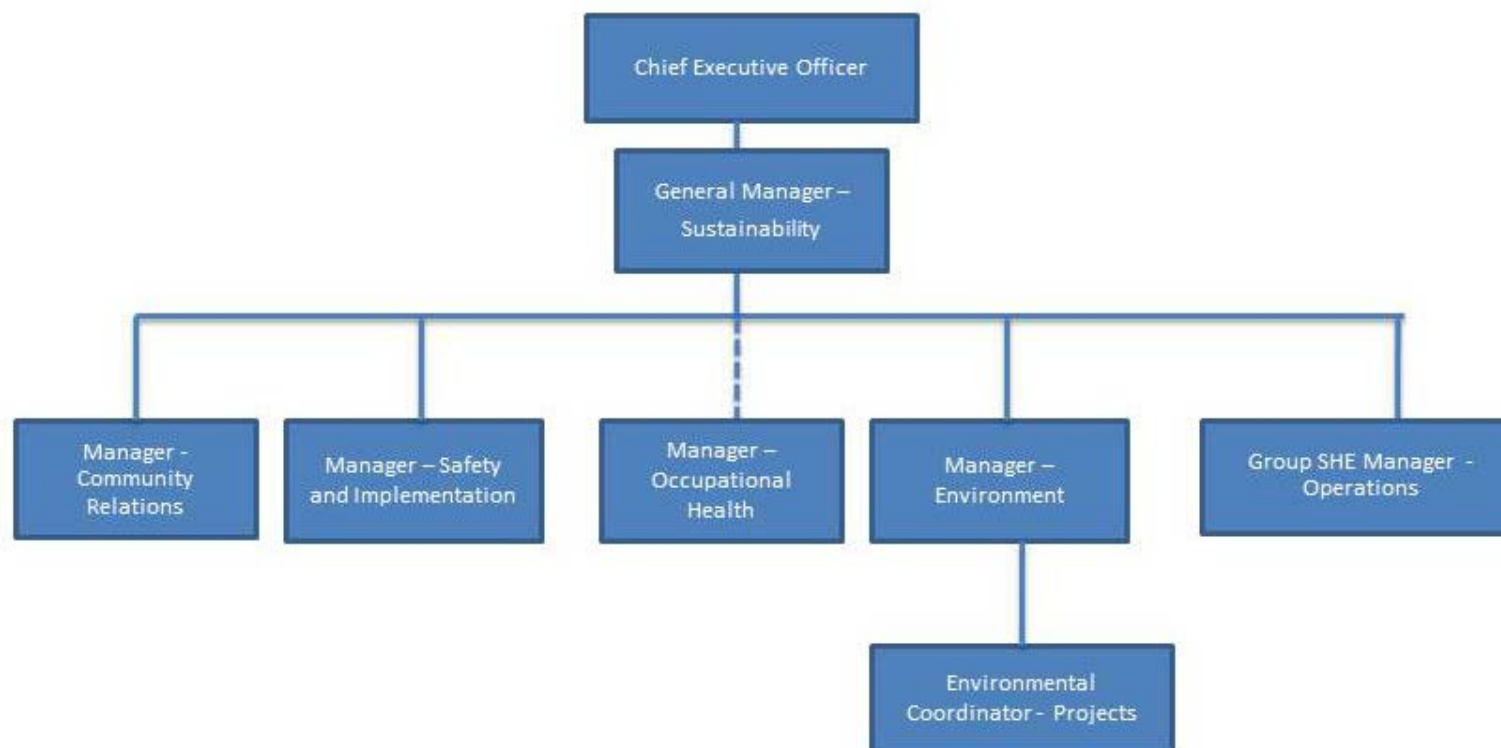 Chief Executive Officer
General Manager –
Sustainability
Manager -
Community
Relations
Manager – Safety
and Implementation
Manager –
Occupational
Health
Manager –
Environment
Group SHE Manager -
Operations
Environmental
Coordinator - Projects